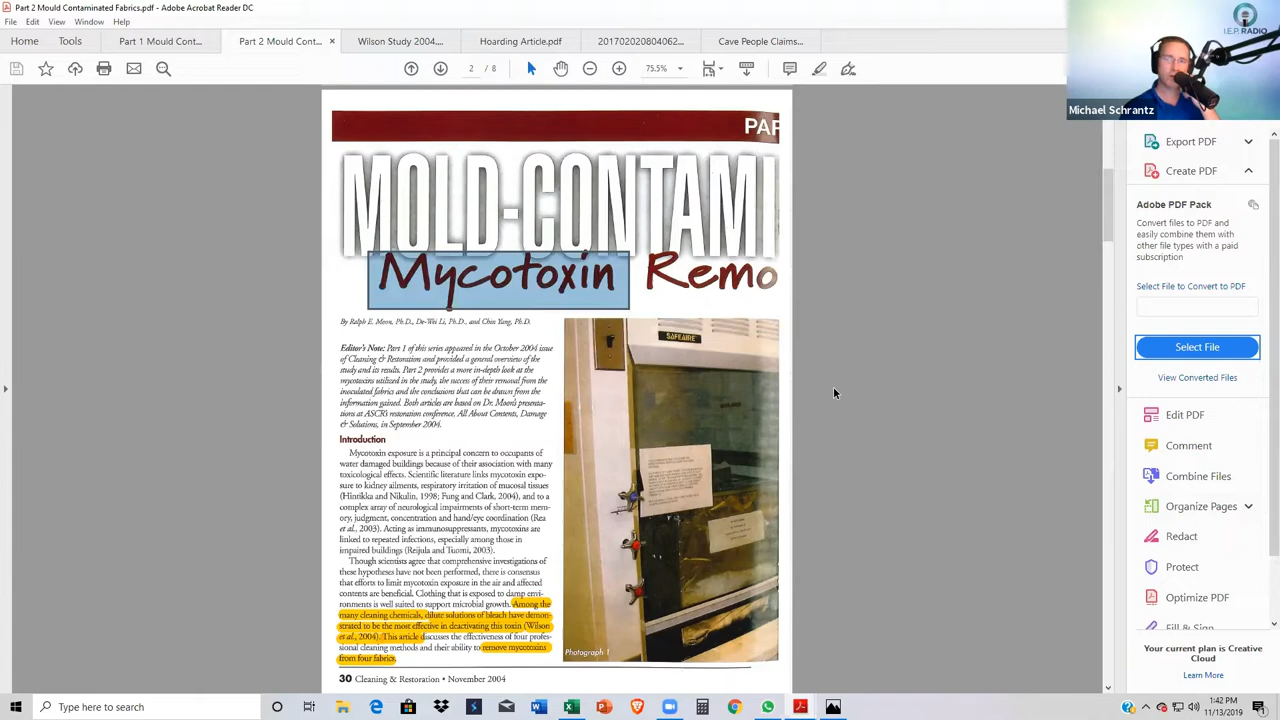 Part 2 Mould Contaminated Fabrics.pdf - Adobe Acrobat Reader DC
File Edit View Window Help
Home Tools Part 1 Mould Cont... Part 2 Mould Cont... × Wilson Study 2004.... Hoarding Article.pdf 201702020804062... Cave People Claims...
2 / 8 75.5%
I.E.P. RADIO
Michael Schrantz
PAR
MOLD-CONTAMI
Mycotoxin Remo
By Ralph E. Moon, Ph.D., De-Wei Li, Ph.D., and Chin Yang, Ph.D.
Editor's Note: Part 1 of this series appeared in the October 2004 issue
of Cleaning & Restoration and provided a general overview of the
study and its results. Part 2 provides a more in-depth look at the
mycotoxins utilized in the study, the success of their removal from the
inoculated fabrics and the conclusions that can be drawn from the
information gained. Both articles are based on Dr. Moon's presenta-
tions at ASCR's restoration conference, All About Contents, Damage
& Solutions, in September 2004.
Introduction
Mycotoxin exposure is a principal concern to occupants of
water damaged buildings because of their association with many
toxicological effects. Scientific literature links mycotoxin expo-
sure to kidney ailments, respiratory irritation of mucosal tissues
(Hintikka and Nikulin, 1998; Fung and Clark, 2004), and to a
complex array of neurological impairments of short-term mem-
ory, judgment, concentration and hand/eye coordination (Rea
et al., 2003). Acting as immunosuppressants, mycotoxins are
linked to repeated infections, especially among those in
impaired buildings (Reijula and Tuomi, 2003).
Though scientists agree that comprehensive investigations of
these hypotheses have not been performed, there is consensus
that efforts to limit mycotoxin exposure in the air and affected
contents are beneficial. Clothing that is exposed to damp envi-
ronments is well suited to support microbial growth. Among the
many cleaning chemicals, dilute solutions of bleach have demon-
strated to be the most effective in deactivating this toxin (Wilson
et al., 2004). This article discusses the effectiveness of four profes-
sional cleaning methods and their ability to remove mycotoxins
from four fabrics.
SAFEAIRE
Photograph 1
30 Cleaning & Restoration • November 2004
Export PDF
Create PDF
Adobe PDF Pack
Convert files to PDF and
easily combine them with
other file types with a paid
subscription
Select File to Convert to PDF
Select File
View Converted Files
Edit PDF
Comment
Combine Files
Organize Pages
Redact
Protect
Optimize PDF
Fill & Sign
Your current plan is Creative
Cloud
Learn More
Type here to search
1:42 PM
11/13/2019